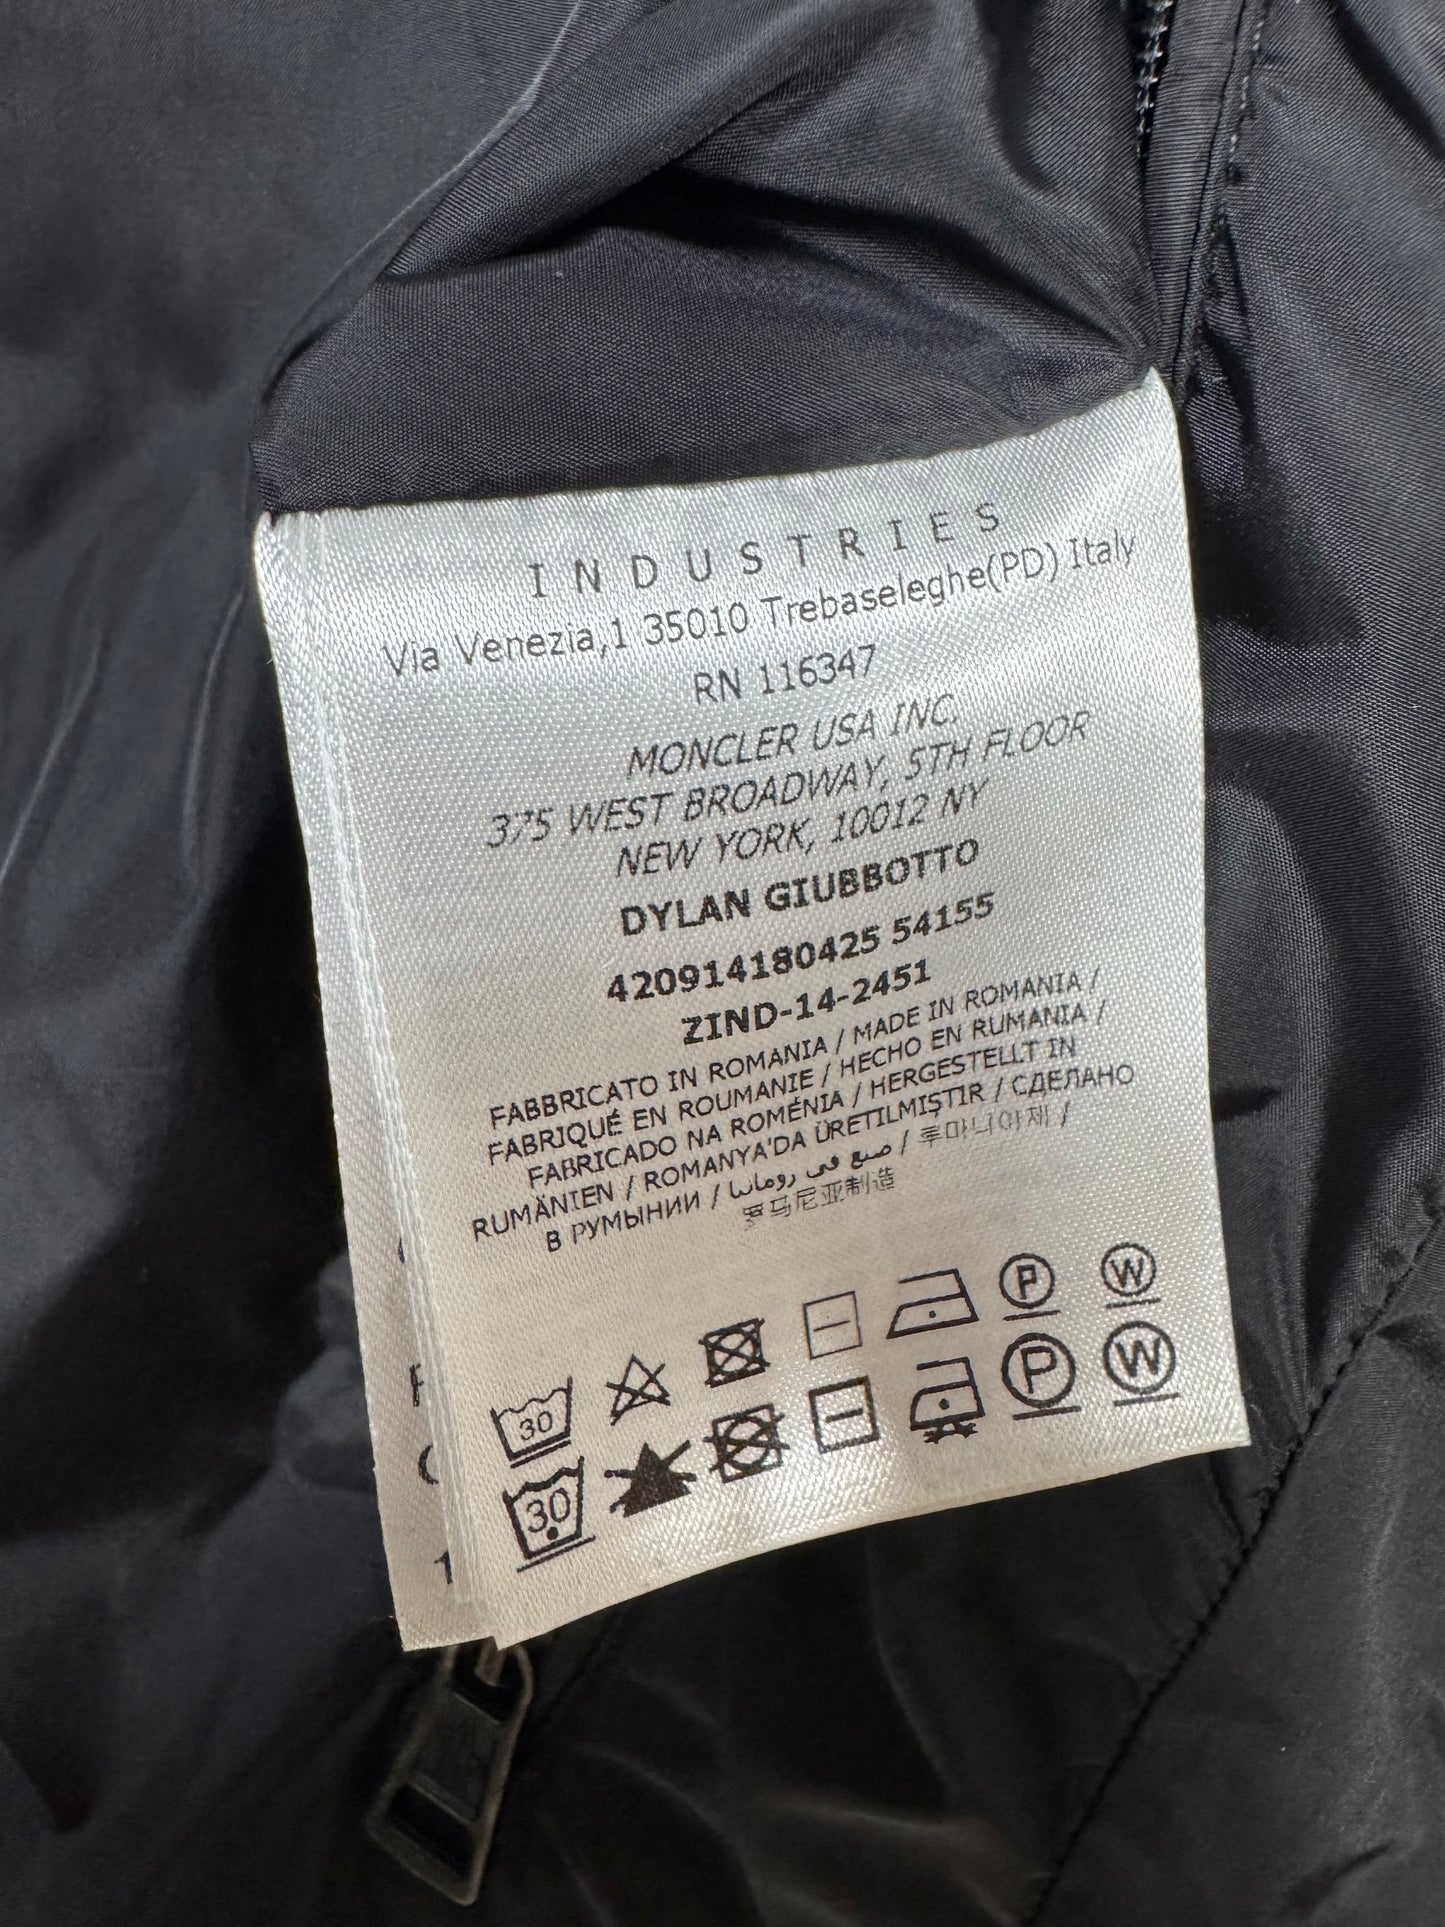 INDUSTRIES
Via Venezia,1 35010 Trebaseleghe(PD) Italy
RN 116347
MONCLER USA INC.
375 WEST BROADWAY, 5TH FLOOR
NEW YORK, 10012 NY
DYLAN GIUBBOTTO
420914180425 54155
ZIND-14-2451
FABBRICATO IN ROMANIA / MADE IN ROMANIA /
FABRIQUÉ EN ROUMANIE / HECHO EN RUMANIA /
FABRICADO NA ROMÉNIA / HERGESTELLT IN
RUMÄNIEN / ROMANYA'DA ÜRETILMIŞTIR / СДЕЛАНО
В РУМЫНИИ / صنع في رومانيا / 루마니아제 /
罗马尼亚制造
30 P W
30 P W